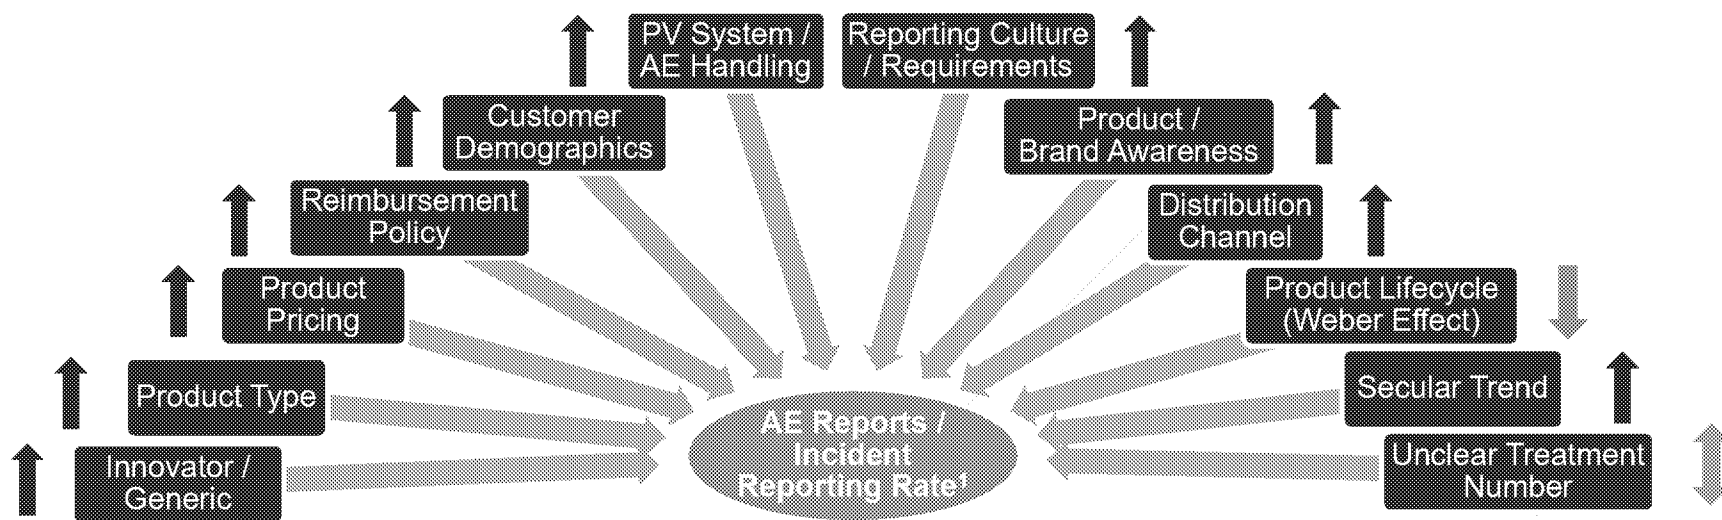 PV System /
AE Handling
Reporting Culture
/ Requirements
Customer
Demographics
Product /
Brand Awareness
Reimbursement
Policy
Distribution
Channel
Product
Pricing
Product Lifecycle
(Weber Effect)
Product Type
Secular Trend
Innovator /
Generic
AE Reports /
Incident
Reporting Rate¹
Unclear Treatment
Number